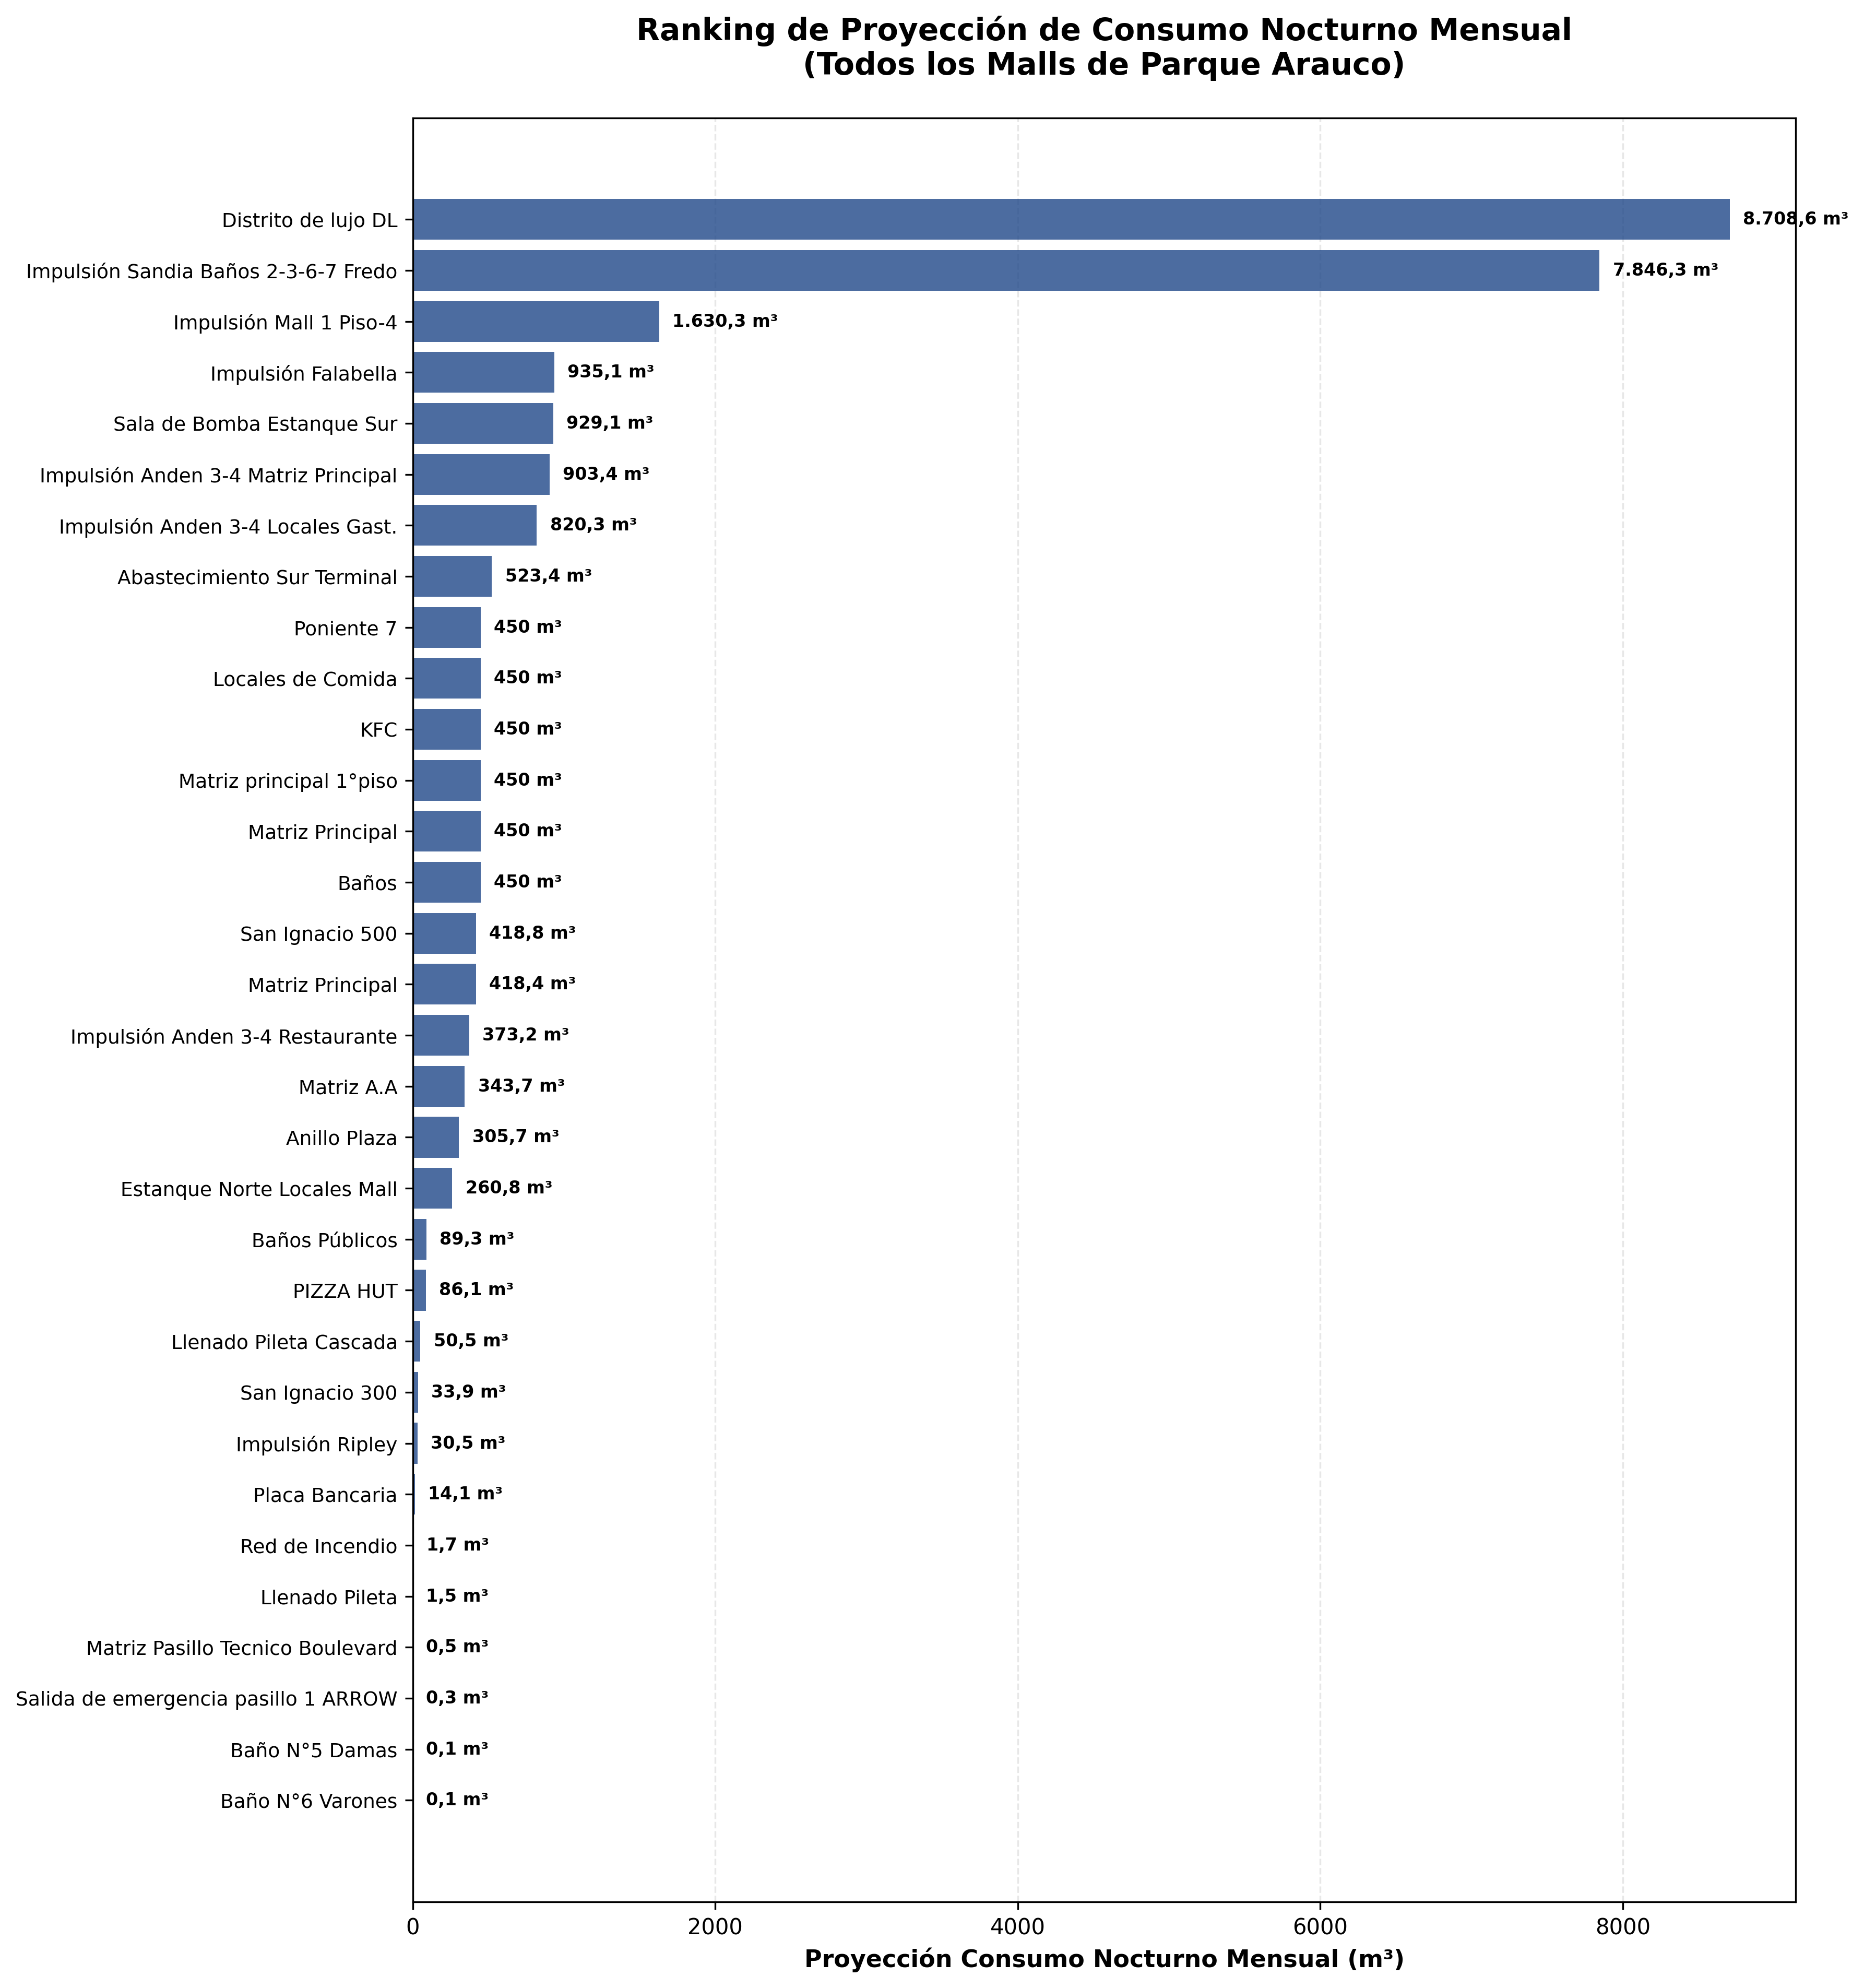 Ranking de Proyección de Consumo Nocturno Mensual
(Todos los Malls de Parque Arauco)
Distrito de lujo DL 8.708,6 m³
Impulsión Sandia Baños 2-3-6-7 Fredo 7.846,3 m³
Impulsión Mall 1 Piso-4 1.630,3 m³
Impulsión Falabella 935,1 m³
Sala de Bomba Estanque Sur 929,1 m³
Impulsión Anden 3-4 Matriz Principal 903,4 m³
Impulsión Anden 3-4 Locales Gast. 820,3 m³
Abastecimiento Sur Terminal 523,4 m³
Poniente 7 450 m³
Locales de Comida 450 m³
KFC 450 m³
Matriz principal 1°piso 450 m³
Matriz Principal 450 m³
Baños 450 m³
San Ignacio 500 418,8 m³
Matriz Principal 418,4 m³
Impulsión Anden 3-4 Restaurante 373,2 m³
Matriz A.A 343,7 m³
Anillo Plaza 305,7 m³
Estanque Norte Locales Mall 260,8 m³
Baños Públicos 89,3 m³
PIZZA HUT 86,1 m³
Llenado Pileta Cascada 50,5 m³
San Ignacio 300 33,9 m³
Impulsión Ripley 30,5 m³
Placa Bancaria 14,1 m³
Red de Incendio 1,7 m³
Llenado Pileta 1,5 m³
Matriz Pasillo Tecnico Boulevard 0,5 m³
Salida de emergencia pasillo 1 ARROW 0,3 m³
Baño N°5 Damas 0,1 m³
Baño N°6 Varones 0,1 m³
0 2000 4000 6000 8000
Proyección Consumo Nocturno Mensual (m³)